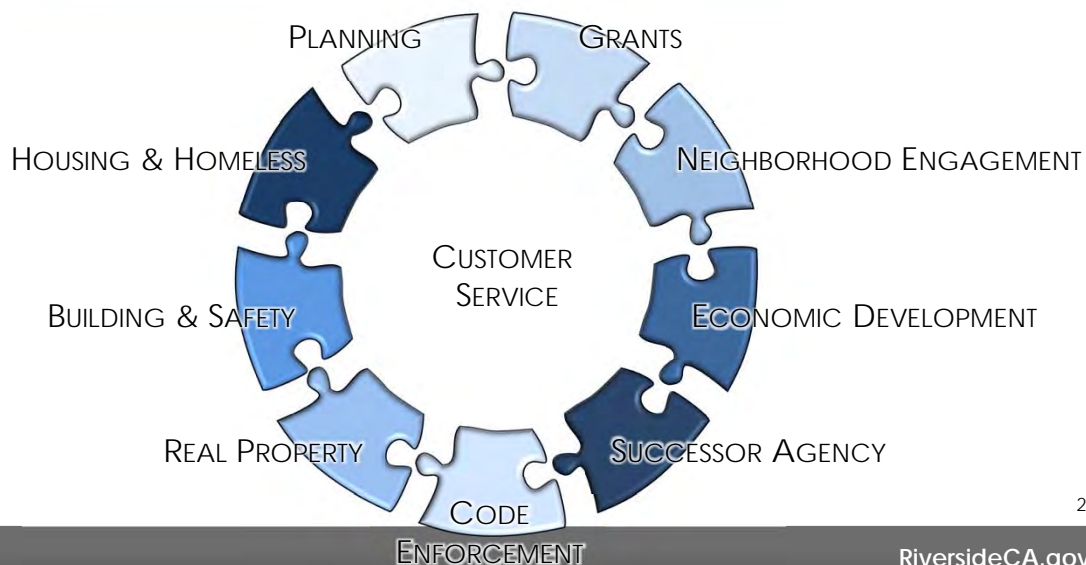 PLANNING
GRANTS
HOUSING & HOMELESS
NEIGHBORHOOD ENGAGEMENT
CUSTOMER
SERVICE
BUILDING & SAFETY
ECONOMIC DEVELOPMENT
REAL PROPERTY
SUCCESSOR AGENCY
CODE
ENFORCEMENT
2
RiversideCA.gov